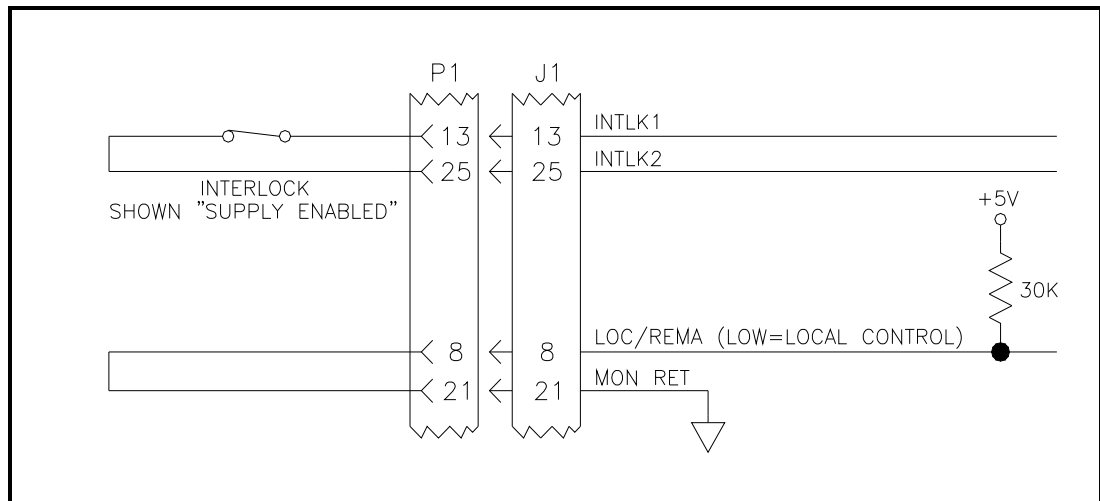 P1 J1
13 13 INTLK1
25 25 INTLK2
INTERLOCK
SHOWN "SUPPLY ENABLED"
+5V
30K
8 8 LOC/REMA (LOW=LOCAL CONTROL)
21 21 MON RET